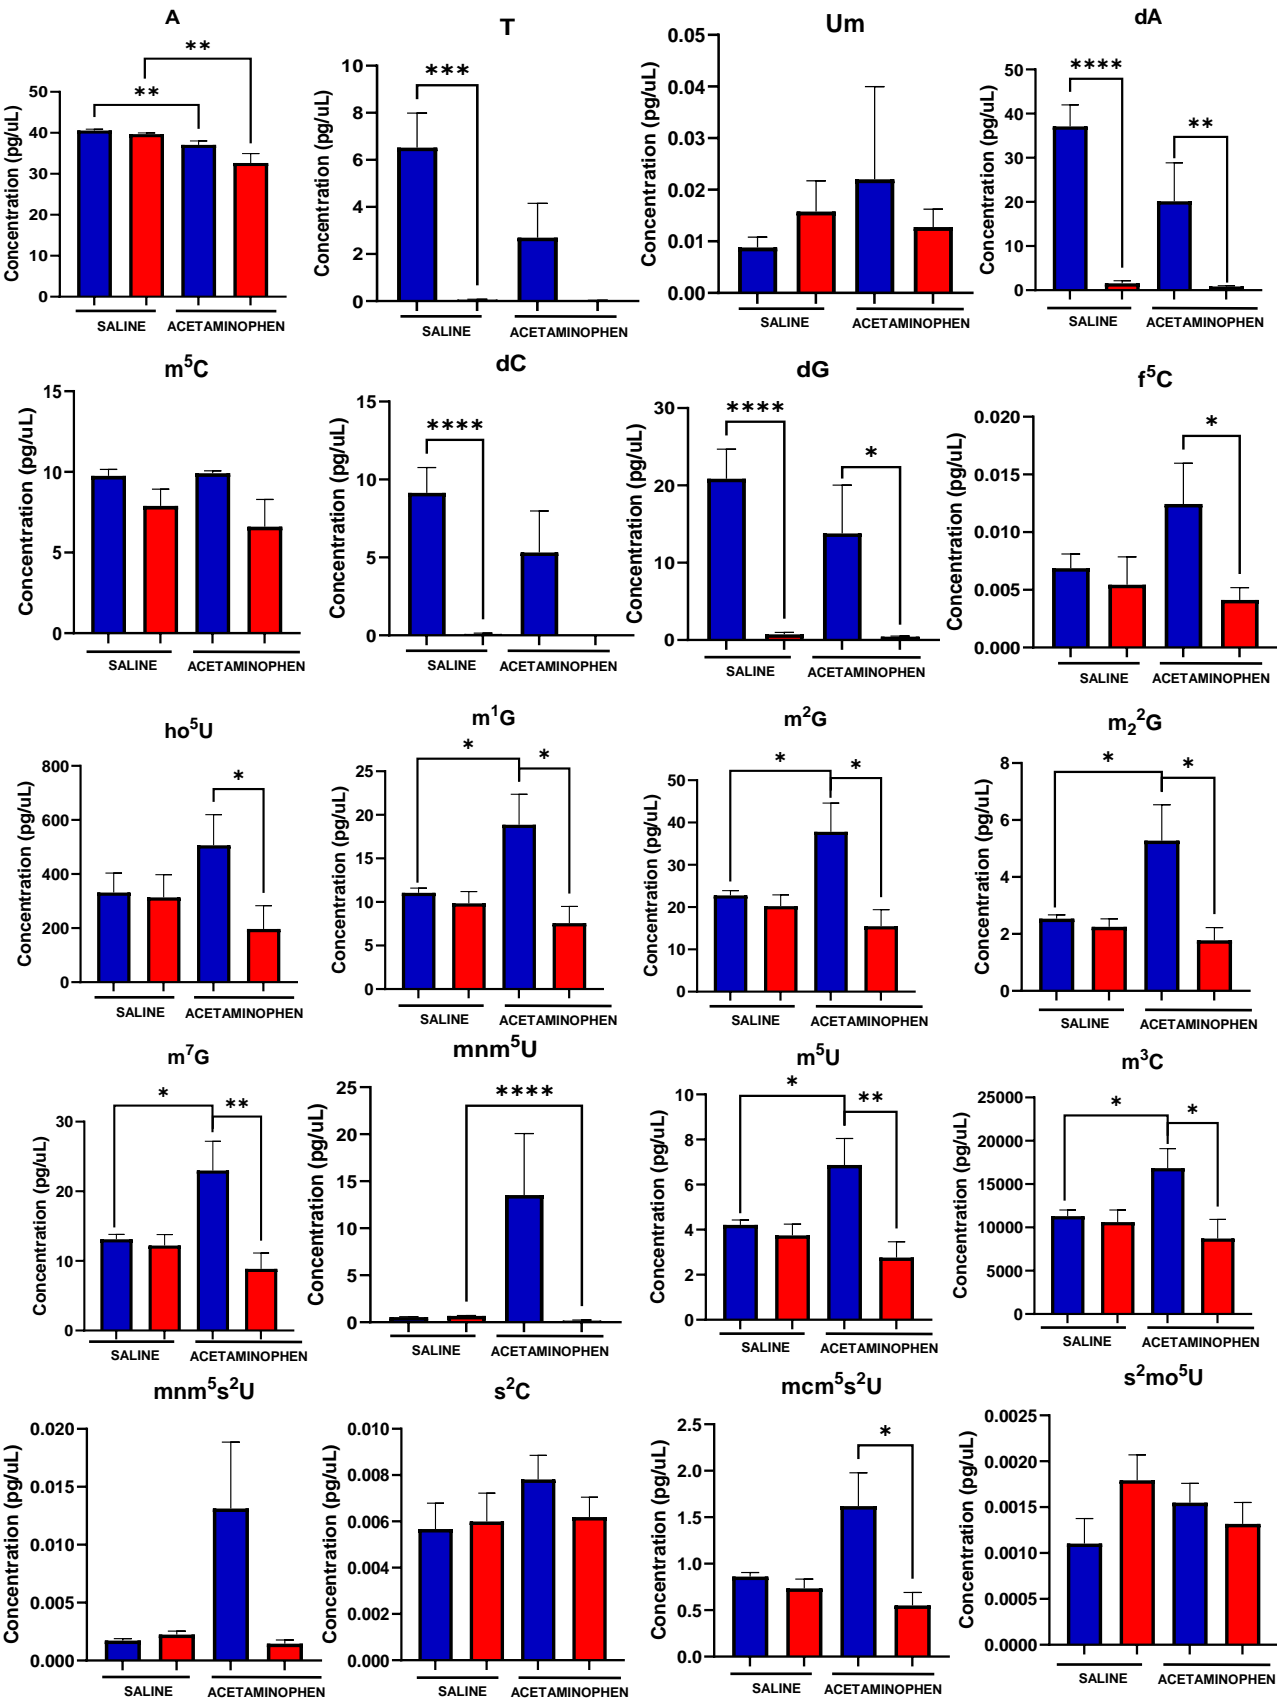 A
**
**
Concentration (pg/uL)
50
40
30
20
10
0
SALINE
ACETAMINOPHEN
T
***
Concentration (pg/uL)
10
8
6
4
2
0
SALINE
ACETAMINOPHEN
Um
Concentration (pg/uL)
0.05
0.04
0.03
0.02
0.01
0.00
SALINE
ACETAMINOPHEN
dA
****
**
Concentration (pg/uL)
50
40
30
20
10
0
SALINE
ACETAMINOPHEN
m⁵C
Concentration (pg/uL)
15
10
5
0
SALINE
ACETAMINOPHEN
dC
****
Concentration (pg/uL)
15
10
5
0
SALINE
ACETAMINOPHEN
dG
****
*
Concentration (pg/uL)
30
20
10
0
SALINE
ACETAMINOPHEN
f⁵C
*
Concentration (pg/uL)
0.020
0.015
0.010
0.005
0.000
SALINE
ACETAMINOPHEN
ho⁵U
*
Concentration (pg/uL)
800
600
400
200
0
SALINE
ACETAMINOPHEN
m¹G
*
*
Concentration (pg/uL)
25
20
15
10
5
0
SALINE
ACETAMINOPHEN
m²G
*
*
Concentration (pg/uL)
50
40
30
20
10
0
SALINE
ACETAMINOPHEN
m₂²G
*
*
Concentration (pg/uL)
8
6
4
2
0
SALINE
ACETAMINOPHEN
m⁷G
*
**
Concentration (pg/uL)
30
20
10
0
SALINE
ACETAMINOPHEN
mnm⁵U
****
Concentration (pg/uL)
25
20
15
10
5
0
SALINE
ACETAMINOPHEN
m⁵U
*
**
Concentration (pg/uL)
10
8
6
4
2
0
SALINE
ACETAMINOPHEN
m³C
*
*
Concentration (pg/uL)
25000
20000
15000
10000
5000
0
SALINE
ACETAMINOPHEN
mnm⁵s²U
Concentration (pg/uL)
0.020
0.015
0.010
0.005
0.000
SALINE
ACETAMINOPHEN
s²C
Concentration (pg/uL)
0.010
0.008
0.006
0.004
0.002
0.000
SALINE
ACETAMINOPHEN
mcm⁵s²U
*
Concentration (pg/uL)
2.5
2.0
1.5
1.0
0.5
0.0
SALINE
ACETAMINOPHEN
s²mo⁵U
Concentration (pg/uL)
0.0025
0.0020
0.0015
0.0010
0.0005
0.0000
SALINE
ACETAMINOPHEN